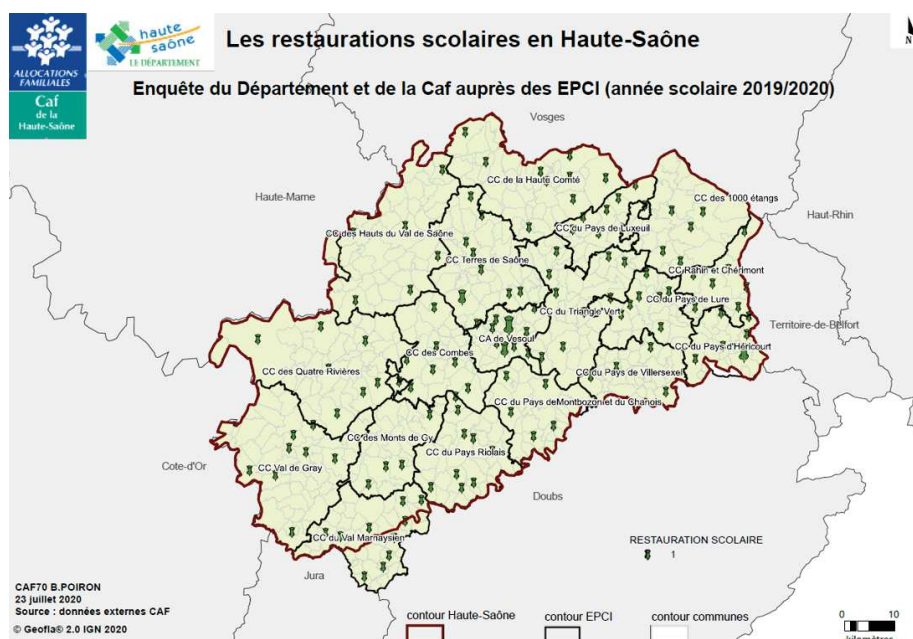 ALLOCATIONS
FAMILIALES
Caf
de la
Haute-Saône
haute
saône
LE DÉPARTEMENT
Les restaurations scolaires en Haute-Saône
N
Enquête du Département et de la Caf auprès des EPCI (année scolaire 2019/2020)
Vosges
CC de la Haute Comté
Haute-Marne
CC des 1000 étangs
Haut-Rhin
CC des Hauts du Val de Saône
CC du Pays de Luxeuil
CC Terres de Saône
CC Rahin et Chérimont
CC du Pays de Lure
CC du Triangle Vert
Territoire-de-Belfort
CA de Vesoul
CC du Pays d'Héricourt
CC des Combes
CC des Quatre Rivières
CC du Pays de Villersexel
CC du Pays deMontbozon et du Chanois
CC des Monts de Gy
CC du Pays Riolais
Cote-d'Or
CC Val de Gray
Doubs
CC du Val Marnaysien
RESTAURATION SCOLAIRE
1
Jura
CAF70 B.POIRON
23 juillet 2020
Source : données externes CAF
© Geofla® 2.0 IGN 2020
contour Haute-Saône
contour EPCI
contour communes
0 10
kilomètres